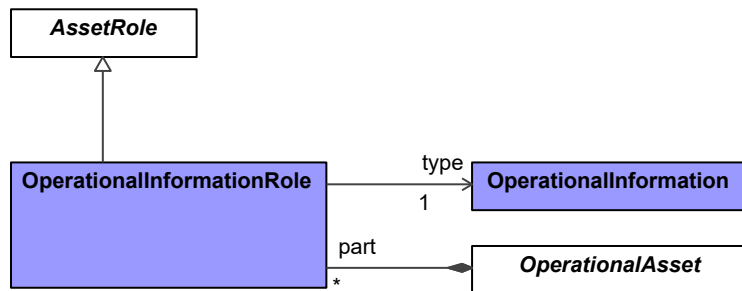 AssetRole
OperationalInformationRole
type
OperationalInformation
1
part
OperationalAsset
*